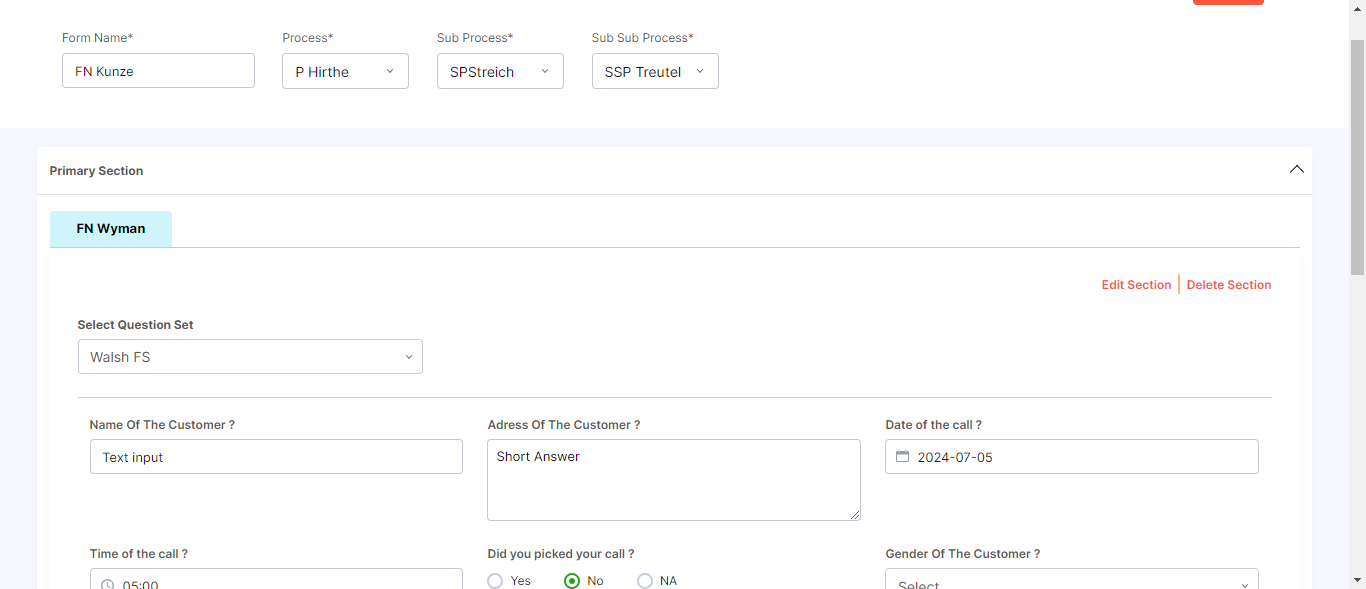 Form Name* Process* Sub Process* Sub Sub Process*
FN Kunze P Hirthe SPStreich SSP Treutel
Primary Section
FN Wyman
Edit Section Delete Section
Select Question Set
Walsh FS
Name Of The Customer ? Adress Of The Customer ? Date of the call ?
Text input Short Answer 2024-07-05
Time of the call ? Did you picked your call ? Gender Of The Customer ?
05:00 Yes No NA Select